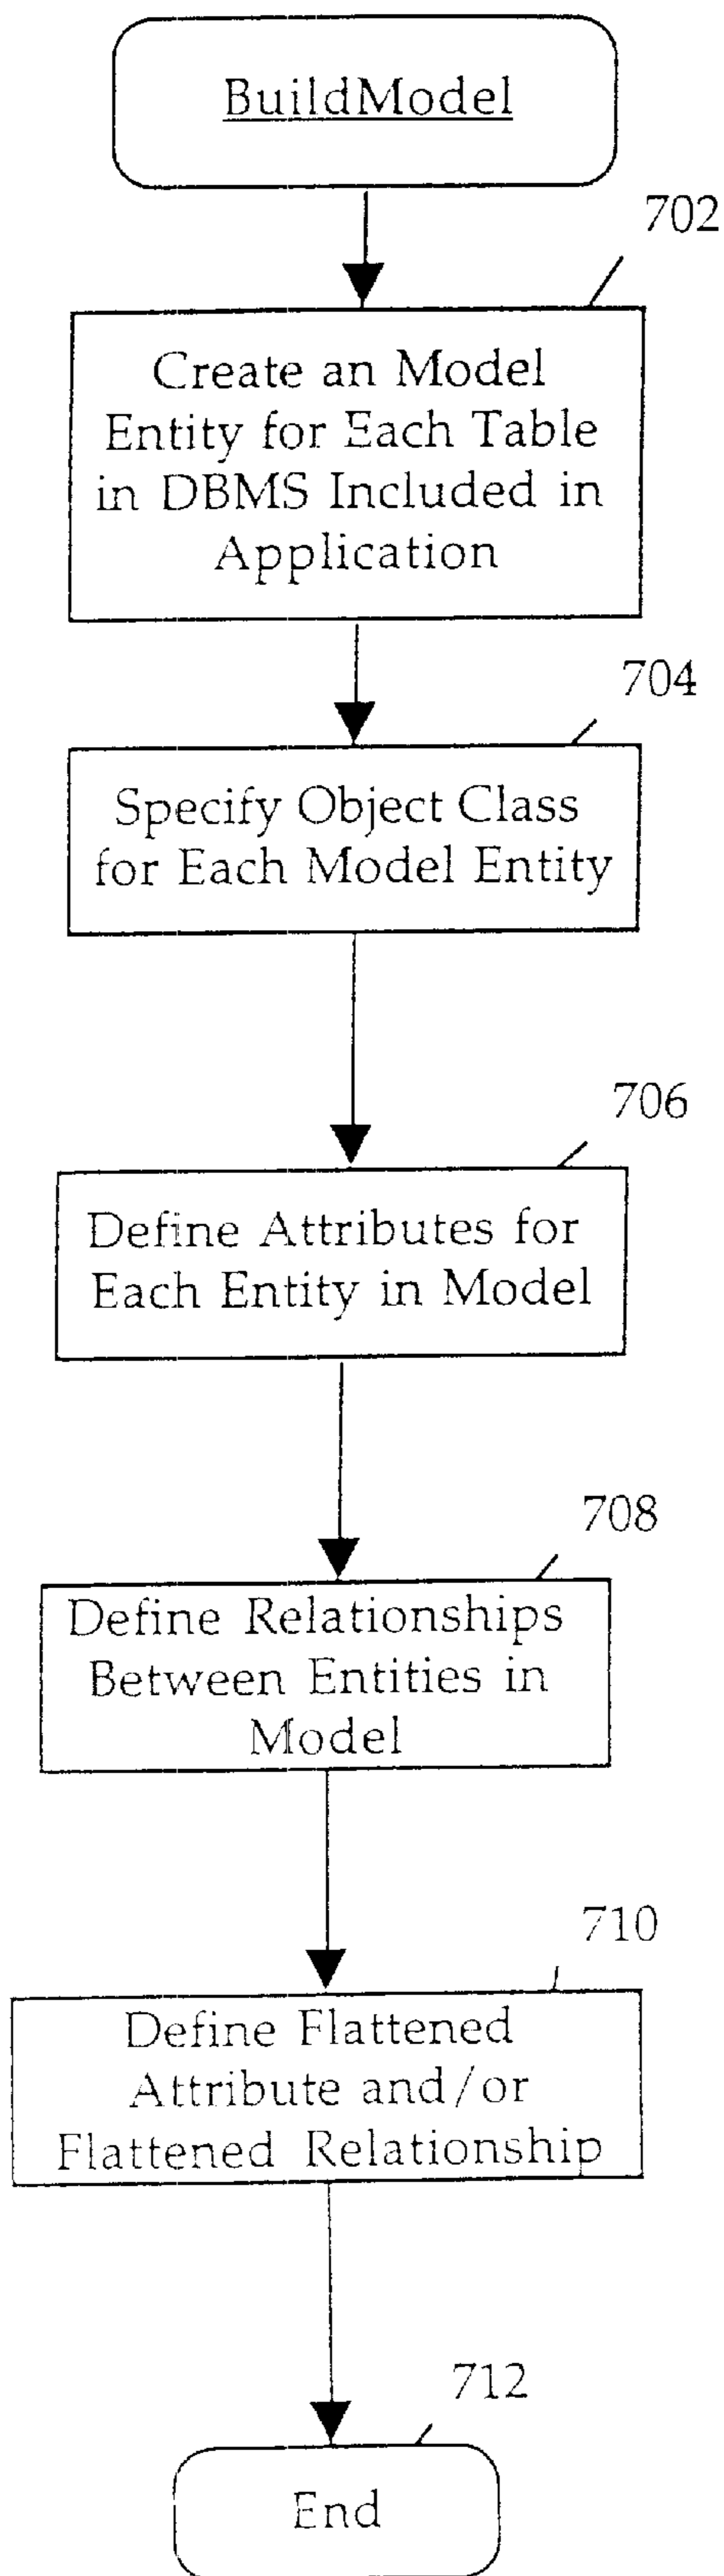 BuildModel
702
Create an Model
Entity for Each Table
in DBMS Included in
Application
704
Specify Object Class
for Each Model Entity
706
Define Attributes for
Each Entity in Model
708
Define Relationships
Between Entities in
Model
710
Define Flattened
Attribute and/or
Flattened Relationship
712
End